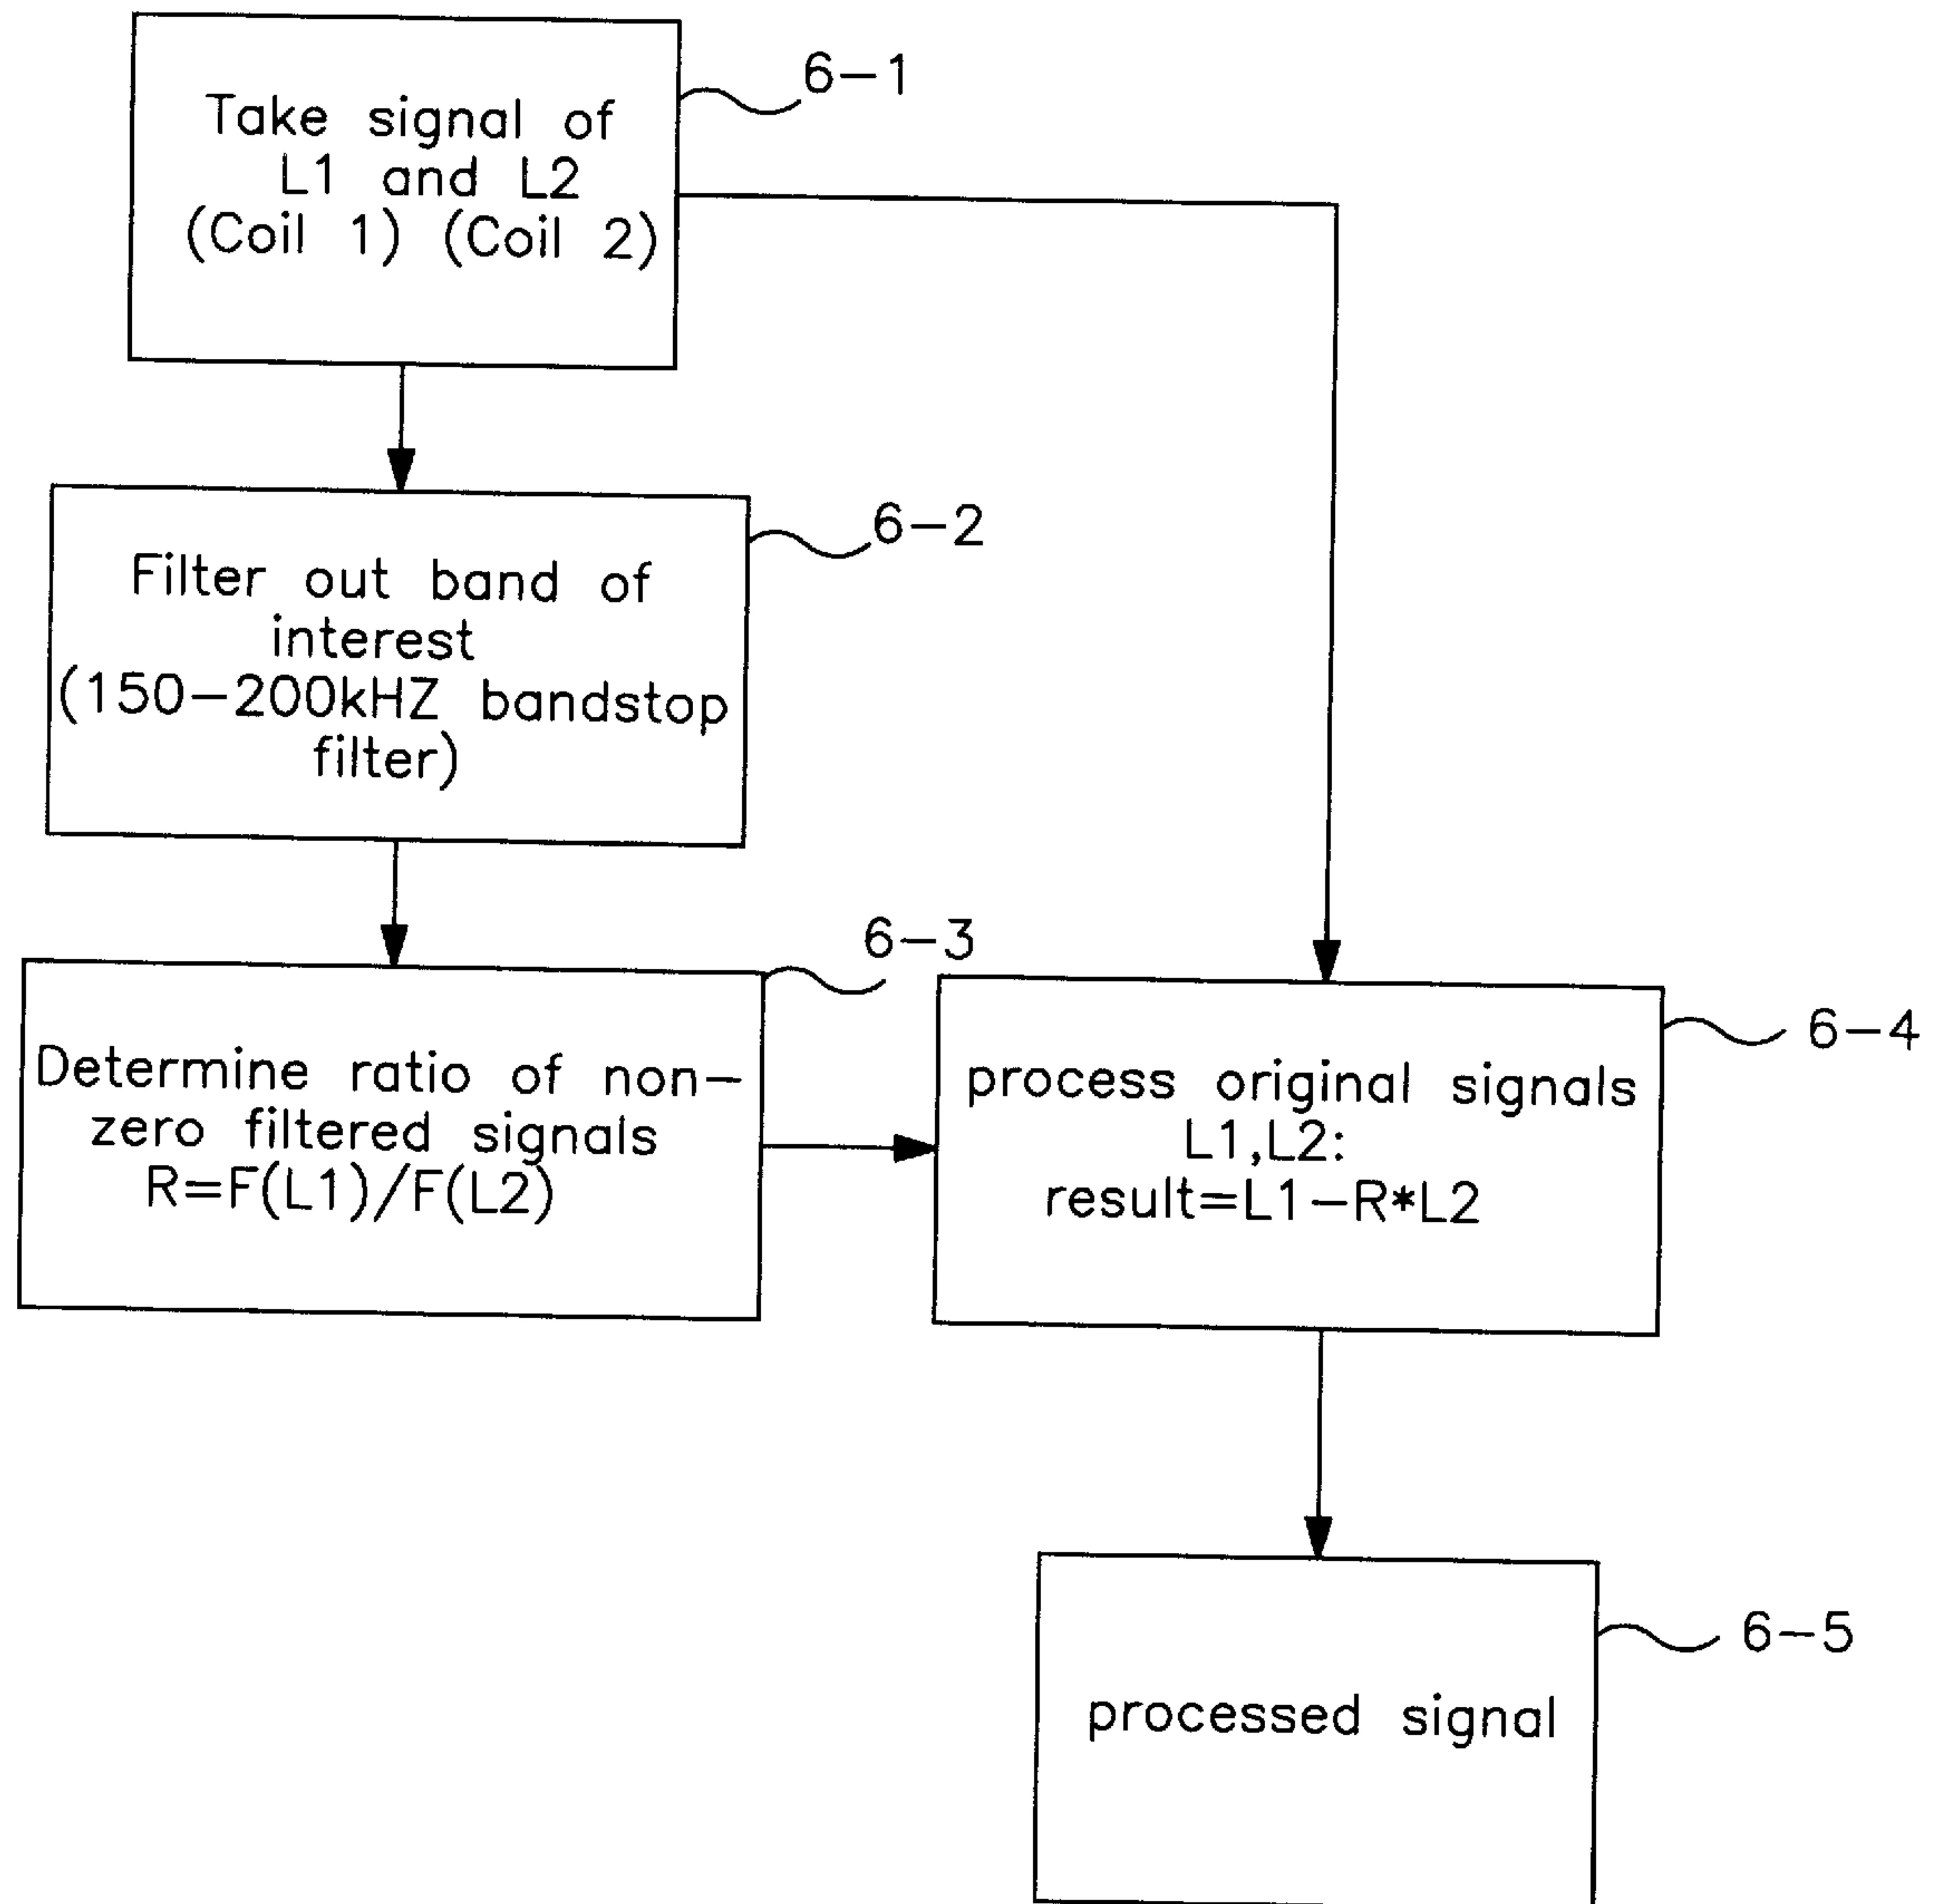 6-1
Take signal of
L1 and L2
(Coil 1) (Coil 2)
6-2
Filter out band of
interest
(150-200kHZ bandstop
filter)
6-3
Determine ratio of non-
zero filtered signals
R=F(L1)/F(L2)
6-4
process original signals
L1,L2:
result=L1-R*L2
6-5
processed signal